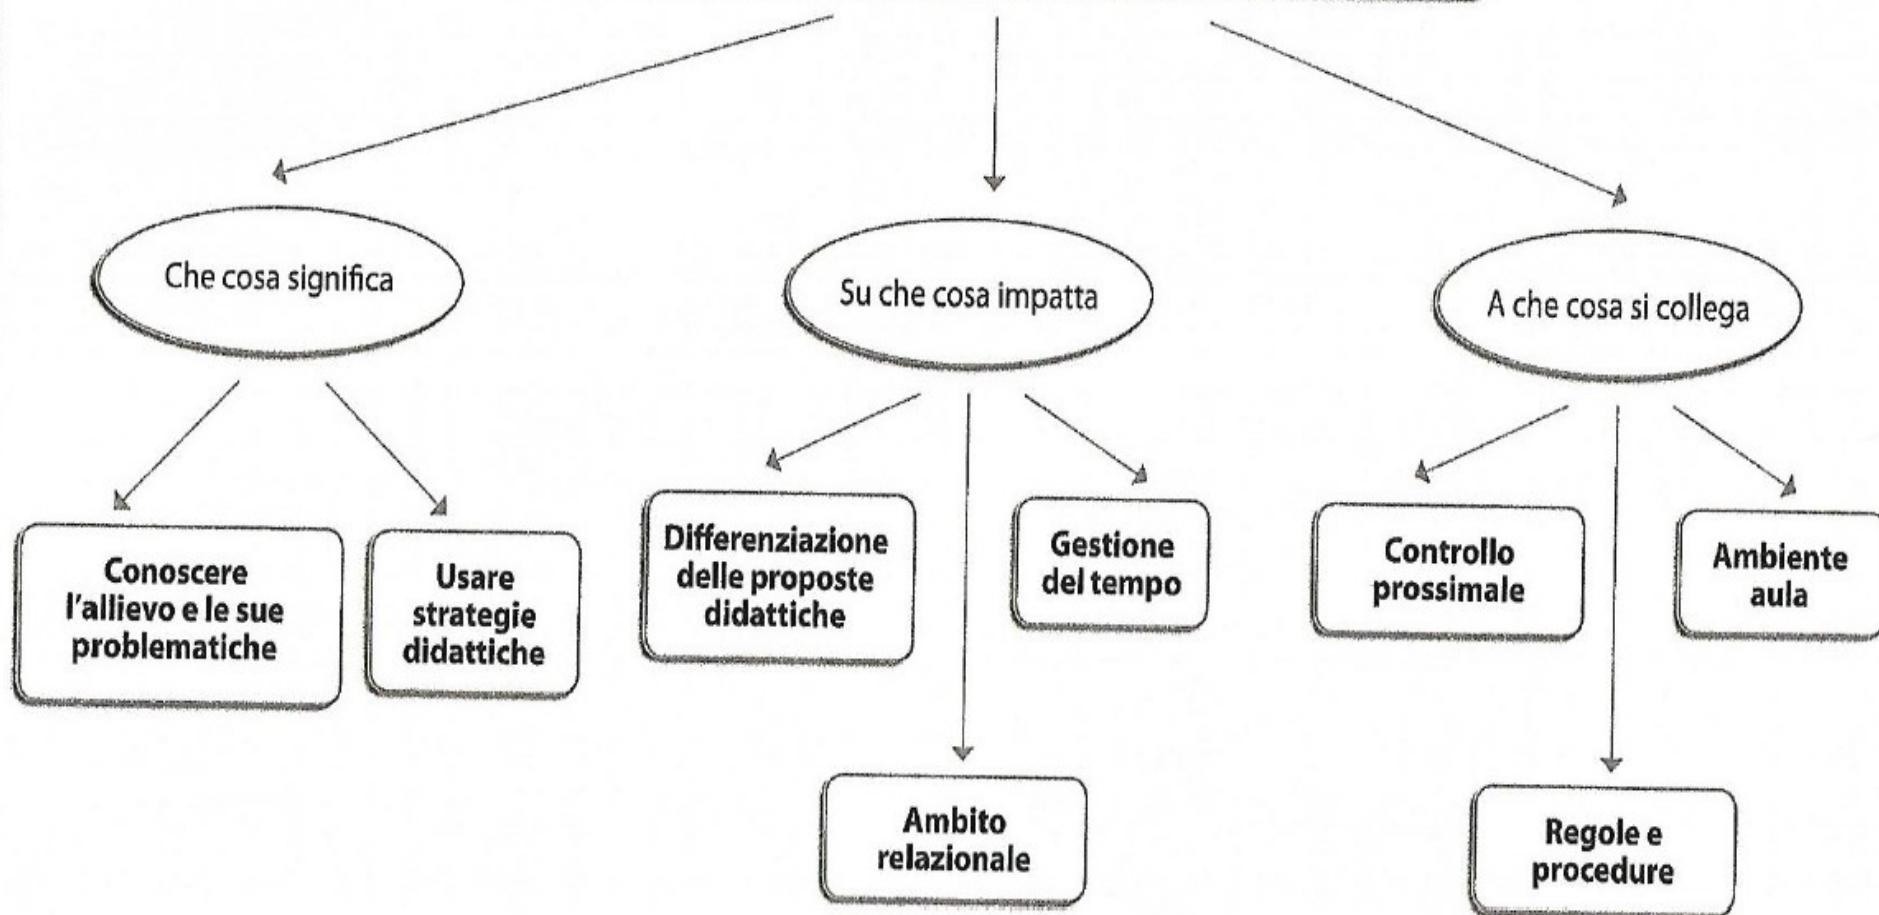 Che cosa significa
Su che cosa impatta
A che cosa si collega
Conoscere
l'allievo e le sue
problematiche
Usare
strategie
didattiche
Differenziazione
delle proposte
didattiche
Gestione
del tempo
Controllo
prossimale
Ambiente
aula
Ambito
relazionale
Regole e
procedure